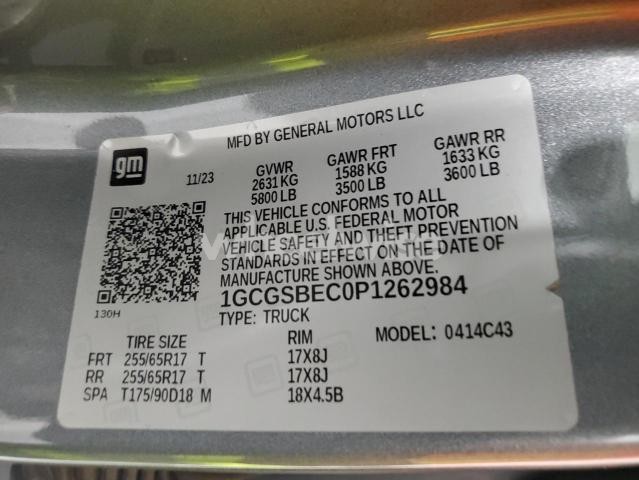 MFD BY GENERAL MOTORS LLC
gm
11/23
GVWR GAWR FRT GAWR RR
2631 KG 1588 KG 1633 KG
5800 LB 3500 LB 3600 LB
THIS VEHICLE CONFORMS TO ALL
APPLICABLE U.S. FEDERAL MOTOR
VEHICLE SAFETY AND THEFT PREVENTION
STANDARDS IN EFFECT ON THE DATE OF
MANUFACTURE SHOWN ABOVE.
1GCGSBEC0P1262984
130H
TYPE: TRUCK
TIRE SIZE RIM MODEL: 0414C43
FRT 255/65R17 T 17X8J
RR 255/65R17 T 17X8J
SPA T175/90D18 M 18X4.5B